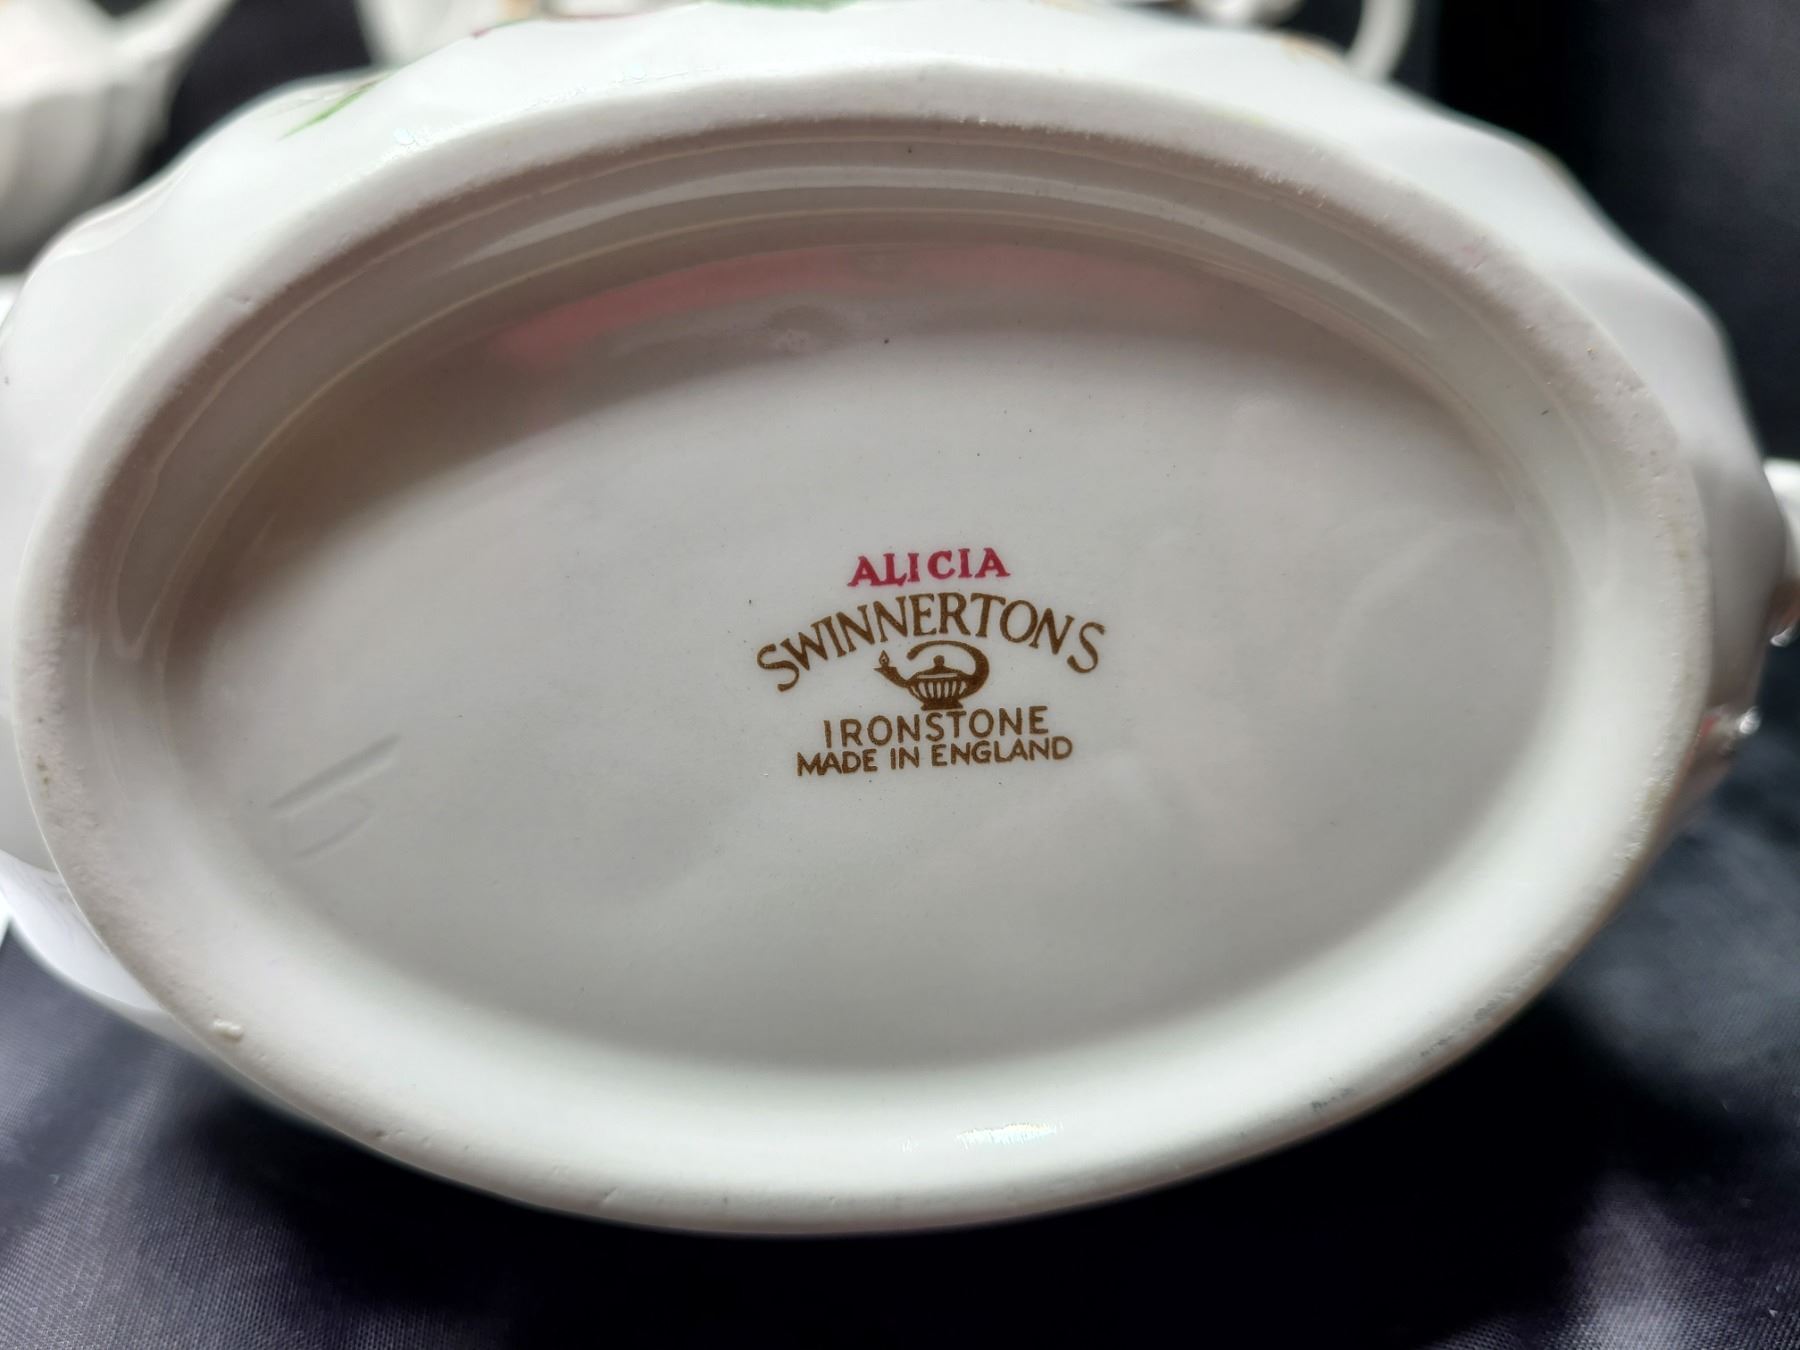 ALICIA
SWINNERTONS
IRONSTONE
MADE IN ENGLAND